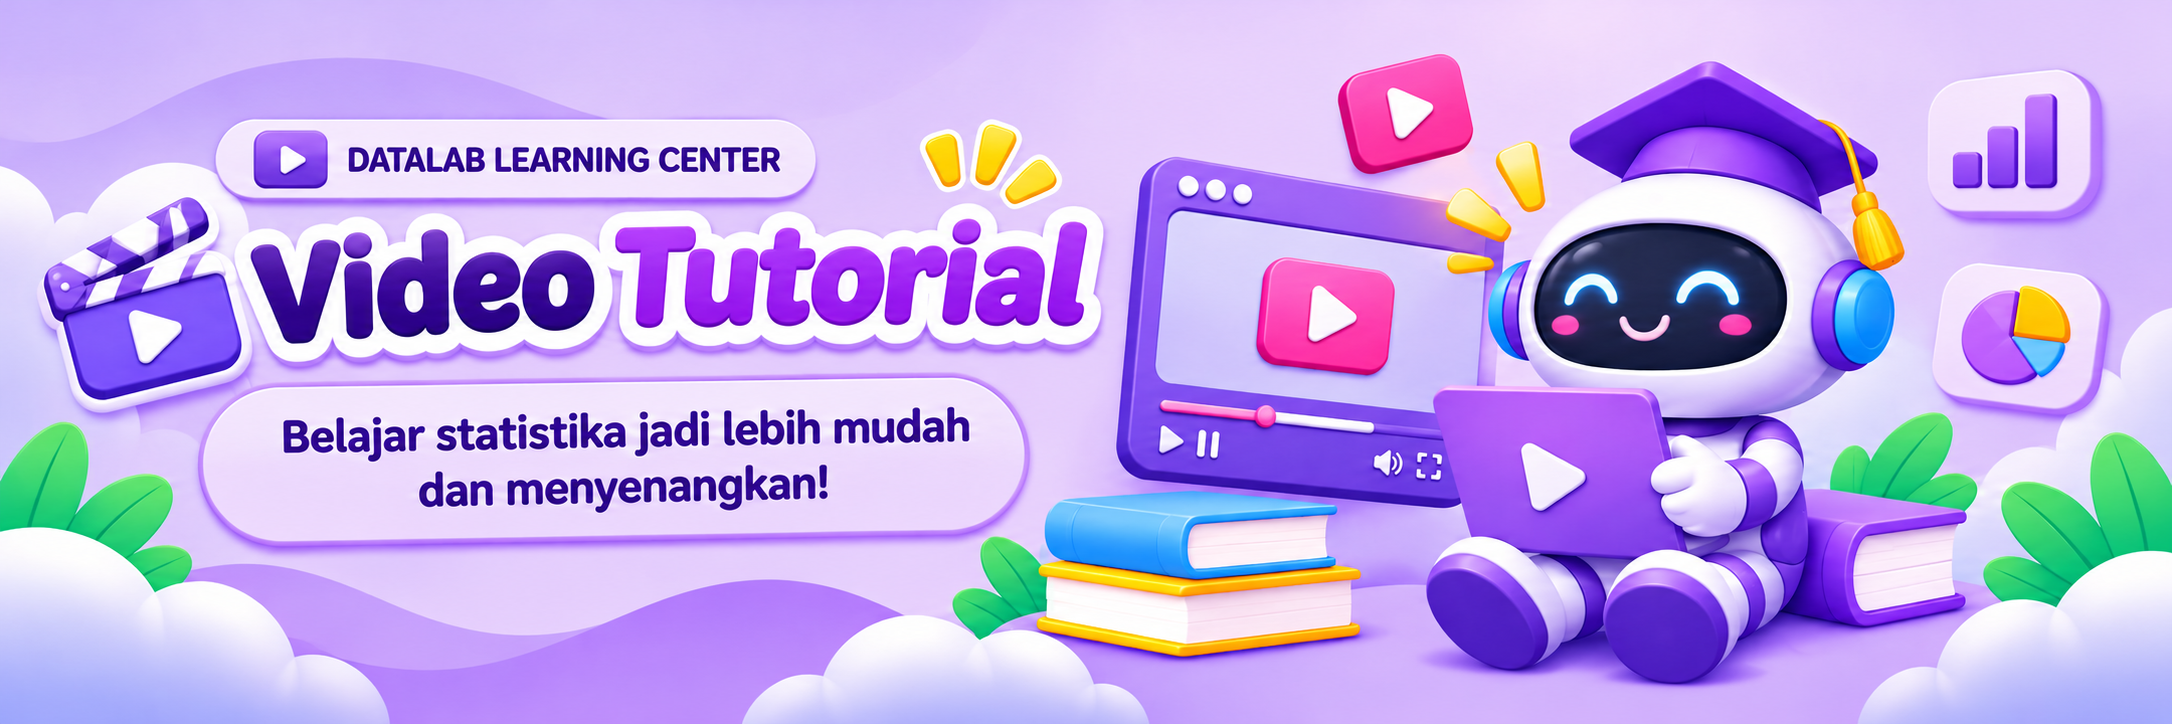 DATALAB LEARNING CENTER
Video Tutorial
Belajar statistika jadi lebih mudah
dan menyenangkan!